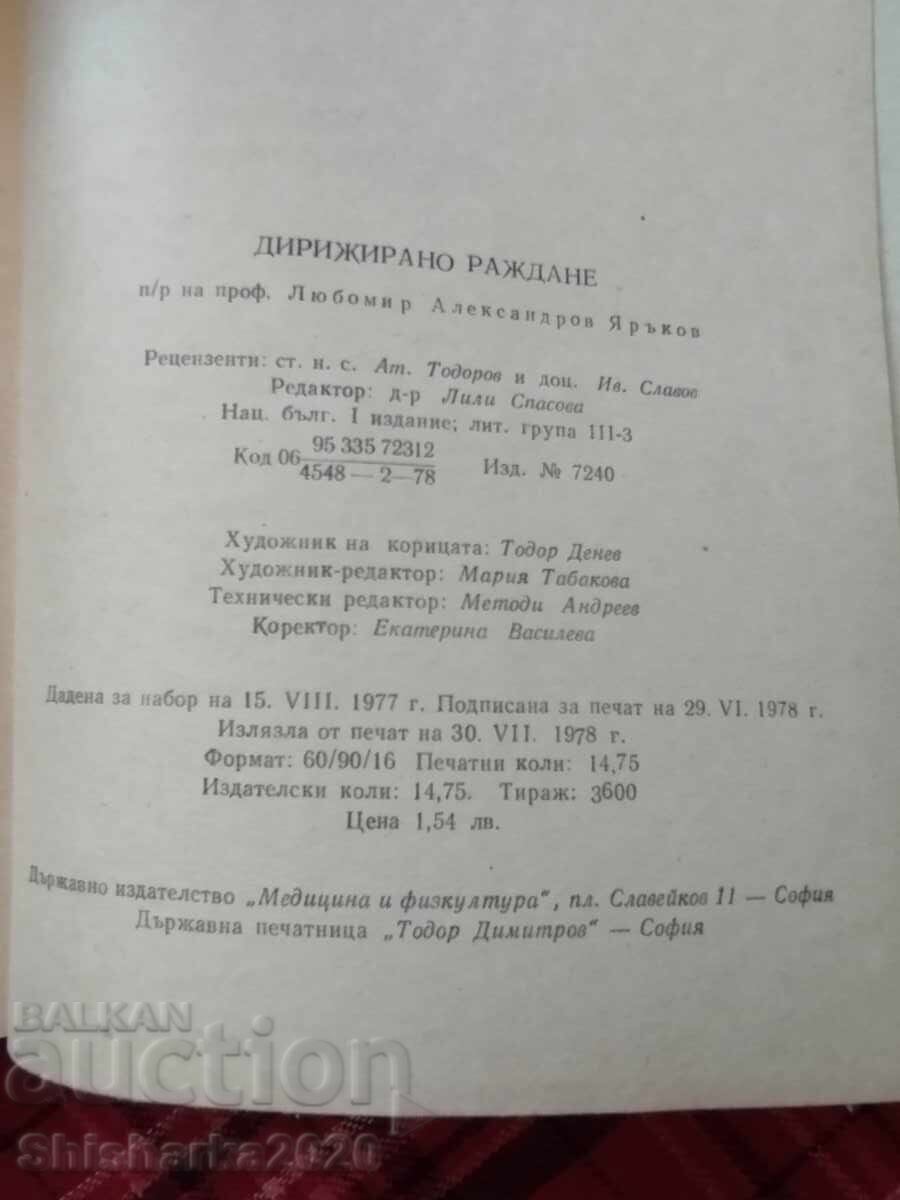 ДИРИЖИРАНО РАЖДАНЕ
п/р на проф. Любомир Александров Яръков
Рецензенти: ст. н. с. Ат. Тодоров и доц. Ив. Славов
Редактор: д-р Лили Спасова
Нац. бълг. I издание; лит. група III-3
Код 06 95 335 72312 / 4548 — 2 — 78 Изд. № 7240
Художник на корицата: Тодор Денев
Художник-редактор: Мария Табакова
Технически редактор: Методи Андреев
Коректор: Екатерина Василева
Дадена за набор на 15. VIII. 1977 г. Подписана за печат на 29. VI. 1978 г.
Излязла от печат на 30. VII. 1978 г.
Формат: 60/90/16 Печатни коли: 14,75
Издателски коли: 14,75. Тираж: 3600
Цена 1,54 лв.
Държавно издателство „Медицина и физкултура“, пл. Славейков 11 — София
Държавна печатница „Тодор Димитров“ — София
BALKAN
auction
Shisharka2020